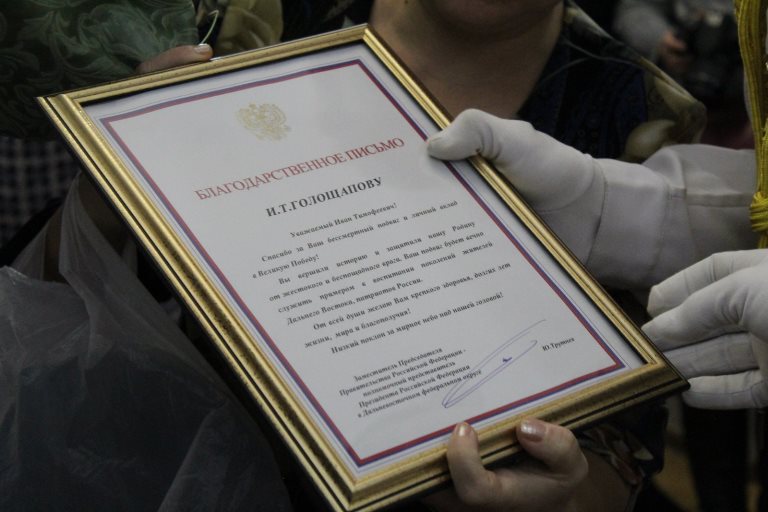 БЛАГОДАРСТВЕННОЕ ПИСЬМО
И.Т.ГОЛОЩАПОВУ
Уважаемый Иван Тимофеевич!
Спасибо за Ваш бессмертный подвиг и личный вклад
в Великую Победу!
Вы вершили историю и защитили нашу Родину
от жестокого и беспощадного врага. Ваш подвиг будет вечно
служить примером в воспитании поколений жителей
Дальнего Востока, патриотов России.
От всей души желаю Вам крепкого здоровья, долгих лет
жизни, мира и благополучия!
Низкий поклон за мирное небо над нашей головой!
Заместитель Председателя
Правительства Российской Федерации -
полномочный представитель
Президента Российской Федерации
в Дальневосточном федеральном округе
Ю.Трутнев